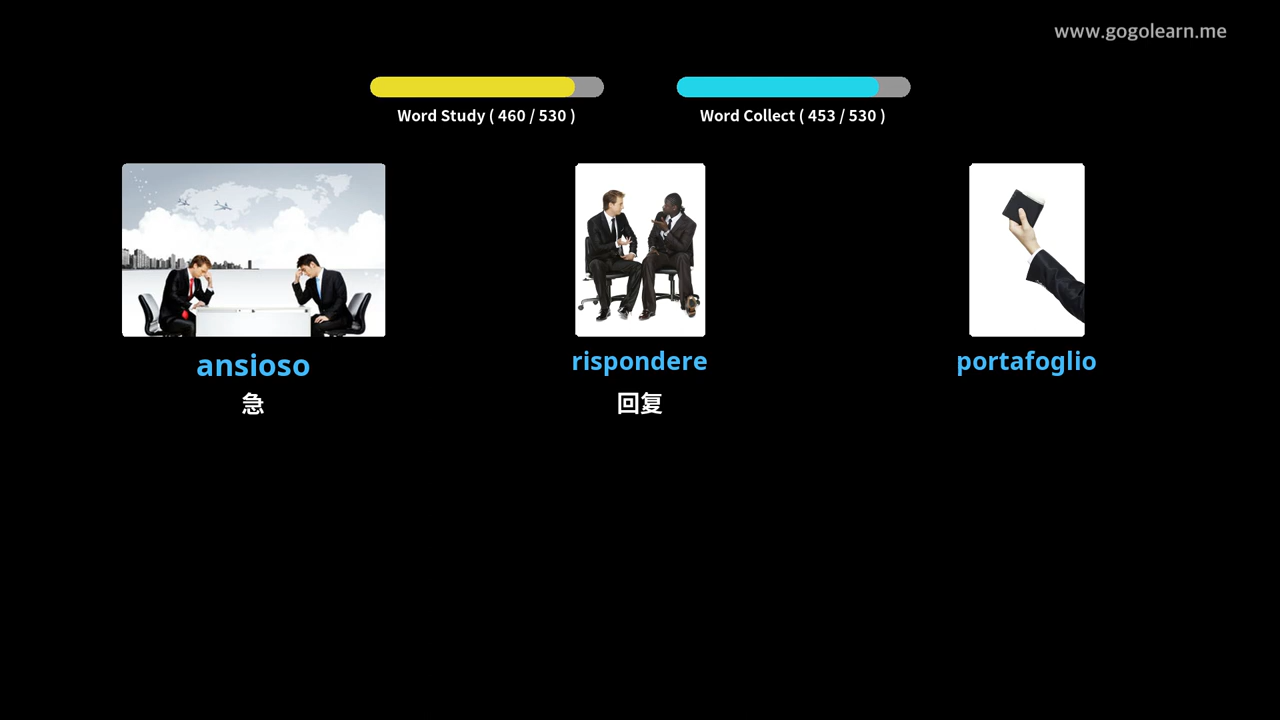 www.gogolearn.me
Word Study ( 460 / 530 )
Word Collect ( 453 / 530 )
ansioso
急
rispondere
回复
portafoglio